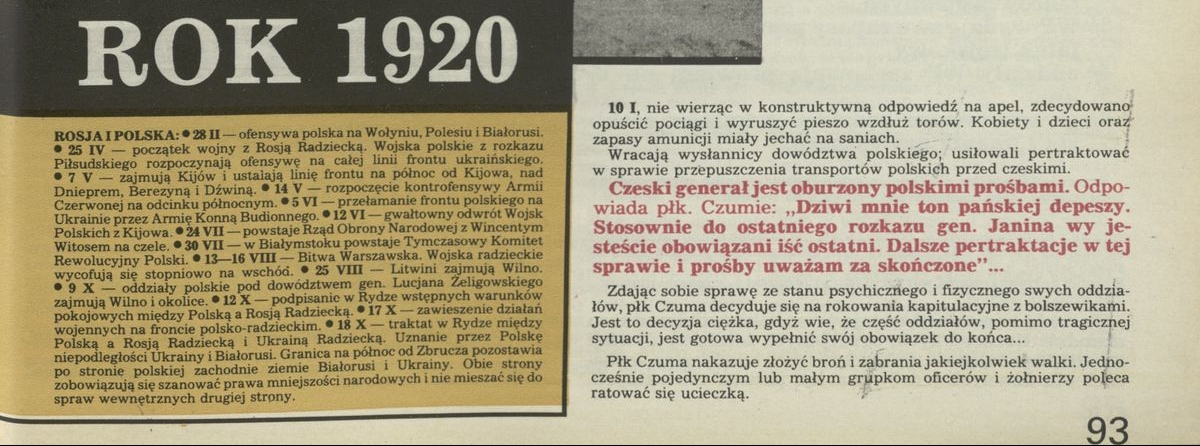 ROK 1920
ROSJA I POLSKA: • 28 II — ofensywa polska na Wołyniu, Polesiu i Białorusi.
• 25 IV — początek wojny z Rosją Radziecką. Wojska polskie z rozkazu
Piłsudskiego rozpoczynają ofensywę na całej linii frontu ukraińskiego.
• 7 V — zajmują Kijów i ustaiają linię frontu na północ od Kijowa, nad
Dnieprem, Berezyną i Dźwiną. • 14 V — rozpoczęcie kontrofensywy Armii
Czerwonej na odcinku północnym. • 5 VI — przełamanie frontu polskiego na
Ukrainie przez Armię Konną Budionnego. • 12 VI — gwałtowny odwrót Wojsk
Polskich z Kijowa. • 24 VII — powstaje Rząd Obrony Narodowej z Wincentym
Witosem na czele. • 30 VII — w Białymstoku powstaje Tymczasowy Komitet
Rewolucyjny Polski. • 13—16 VIII — Bitwa Warszawska. Wojska radzieckie
wycofują się stopniowo na wschód. • 25 VIII — Litwini zajmują Wilno.
• 9 X — oddziały polskie pod dowództwem gen. Lucjana Żeligowskiego
zajmują Wilno i okolice. • 12 X — podpisanie w Rydze wstępnych warunków
pokojowych między Polską a Rosją Radziecką. • 17 X — zawieszenie działań
wojennych na froncie polsko-radzieckim. • 18 X — traktat w Rydze między
Polską a Rosją Radziecką i Ukrainą Radziecką. Uznanie przez Polskę
niepodległości Ukrainy i Białorusi. Granica na północ od Zbrucza pozostawia
po stronie polskiej zachodnie ziemie Białorusi i Ukrainy. Obie strony
zobowiązują się szanować prawa mniejszości narodowych i nie mieszać się do
spraw wewnętrznych drugiej strony.
10 I, nie wierząc w konstruktywną odpowiedź na apel, zdecydowano
opuścić pociągi i wyruszyć pieszo wzdłuż torów. Kobiety i dzieci oraz
zapasy amunicji miały jechać na saniach.
Wracają wysłannicy dowództwa polskiego; usiłowali pertraktować
w sprawie przepuszczenia transportów polskich przed czeskimi.
Czeski generał jest oburzony polskimi prośbami. Odpo-
wiada płk. Czumie: „Dziwi mnie ton pańskiej depeszy.
Stosownie do ostatniego rozkazu gen. Janina wy je-
steście obowiązani iść ostatni. Dalsze pertraktacje w tej
sprawie i prośby uważam za skończone”...
Zdając sobie sprawę ze stanu psychicznego i fizycznego swych oddzia-
łów, płk Czuma decyduje się na rokowania kapitulacyjne z bolszewikami.
Jest to decyzja ciężka, gdyż wie, że część oddziałów, pomimo tragicznej
sytuacji, jest gotowa wypełnić swój obowiązek do końca...
Płk Czuma nakazuje złożyć broń i zabrania jakiejkolwiek walki. Jedno-
cześnie pojedynczym lub małym grupkom oficerów i żołnierzy poleca
ratować się ucieczką.
93